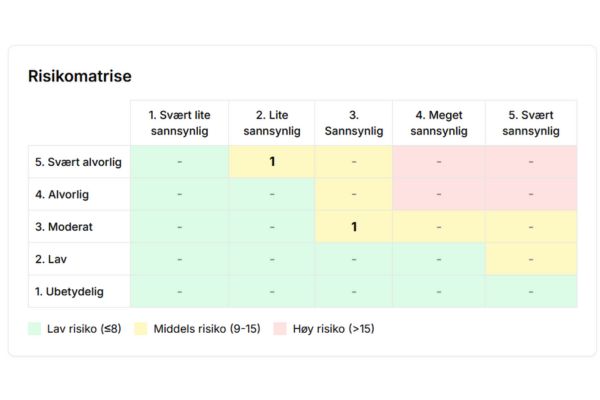 Risikomatrise
1. Svært lite sannsynlig
2. Lite sannsynlig
3. Sannsynlig
4. Meget sannsynlig
5. Svært sannsynlig
5. Svært alvorlig - 1 - - -
4. Alvorlig - - - - -
3. Moderat - - 1 - -
2. Lav - - - - -
1. Ubetydelig - - - - -
Lav risiko (≤8) Middels risiko (9-15) Høy risiko (>15)